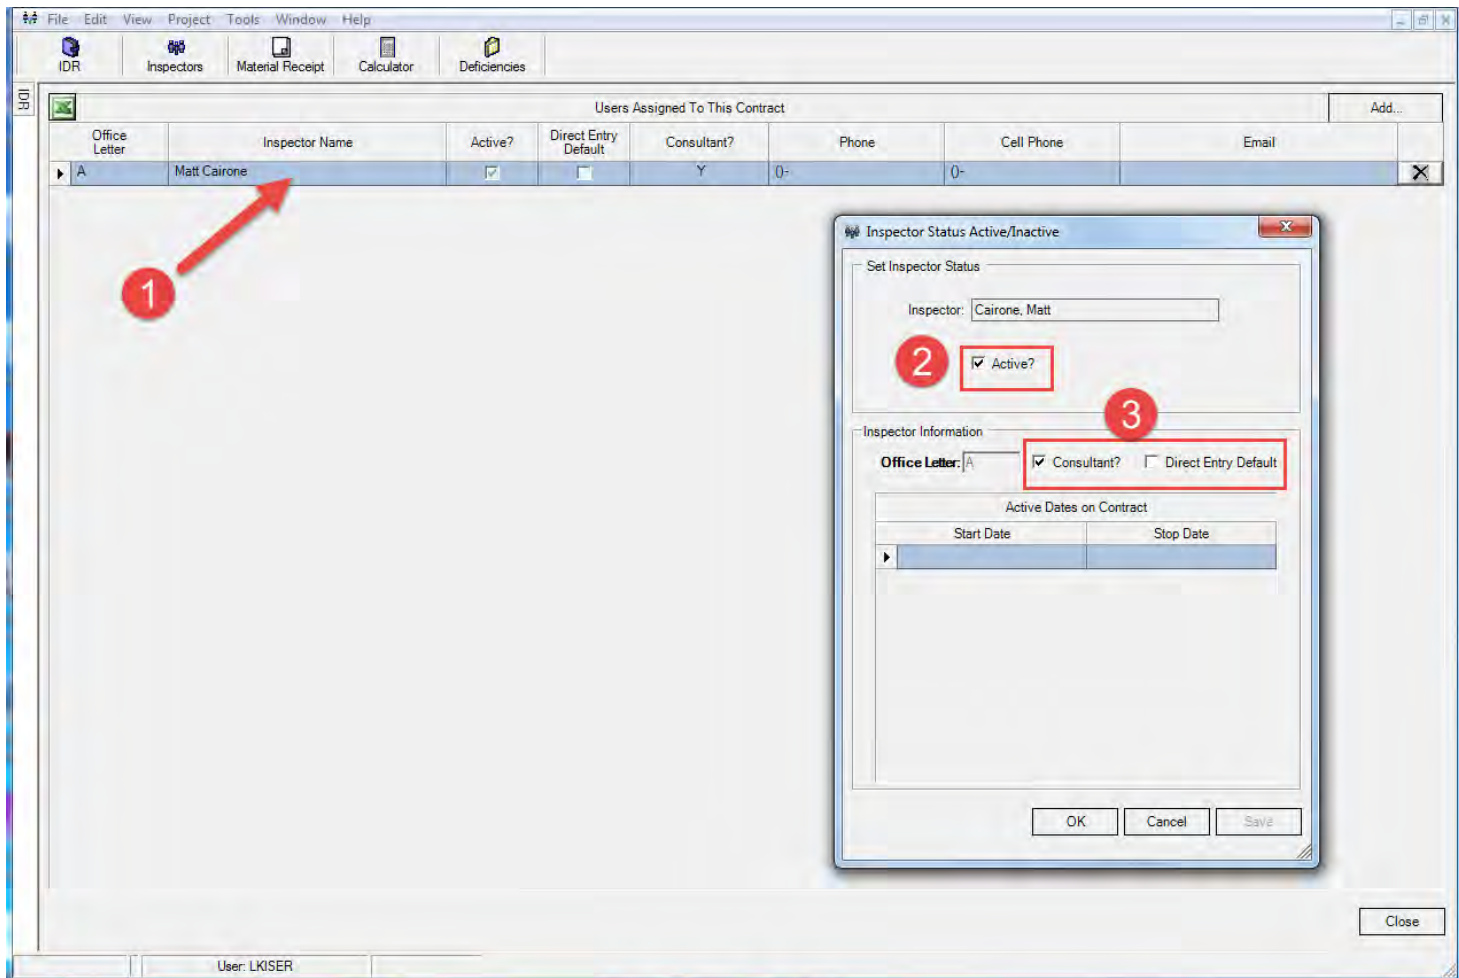 File Edit View Project Tools Window Help
IDR Inspectors Material Receipt Calculator Deficiencies
IDR
Users Assigned To This Contract Add...
Office Letter Inspector Name Active? Direct Entry Default Consultant? Phone Cell Phone Email
A Matt Cairone Y ()- ()-
1
Inspector Status Active/Inactive
Set Inspector Status
Inspector: Cairone, Matt
2 Active?
3
Inspector Information
Office Letter: A Consultant? Direct Entry Default
Active Dates on Contract
Start Date Stop Date
OK Cancel Save
Close
User: LKISER